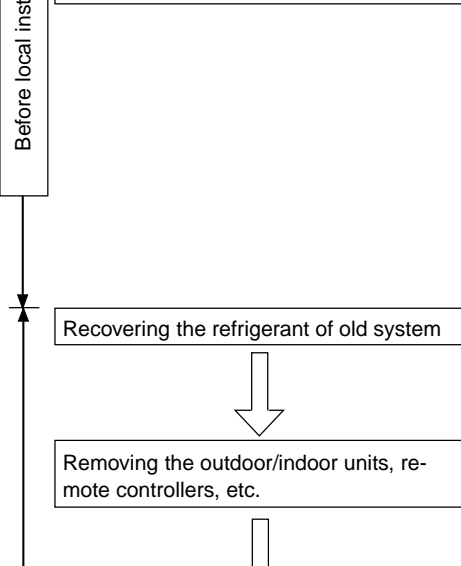 Before local inst
Recovering the refrigerant of old system
Removing the outdoor/indoor units, re-
mote controllers, etc.